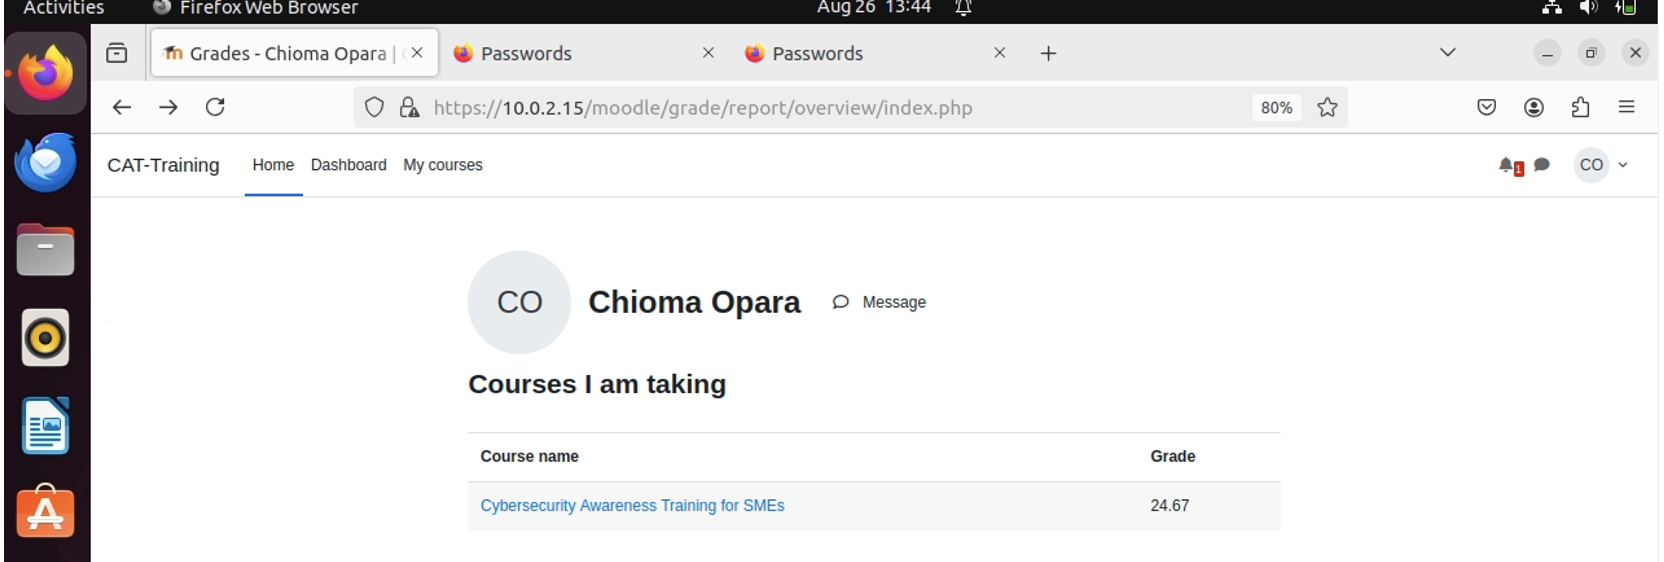 Activities Firefox Web Browser Aug 26 13:44
Grades - Chioma Opara | Passwords Passwords
https://10.0.2.15/moodle/grade/report/overview/index.php 80%
CAT-Training Home Dashboard My courses 1 CO
CO Chioma Opara Message
Courses I am taking
Course name Grade
Cybersecurity Awareness Training for SMEs 24.67